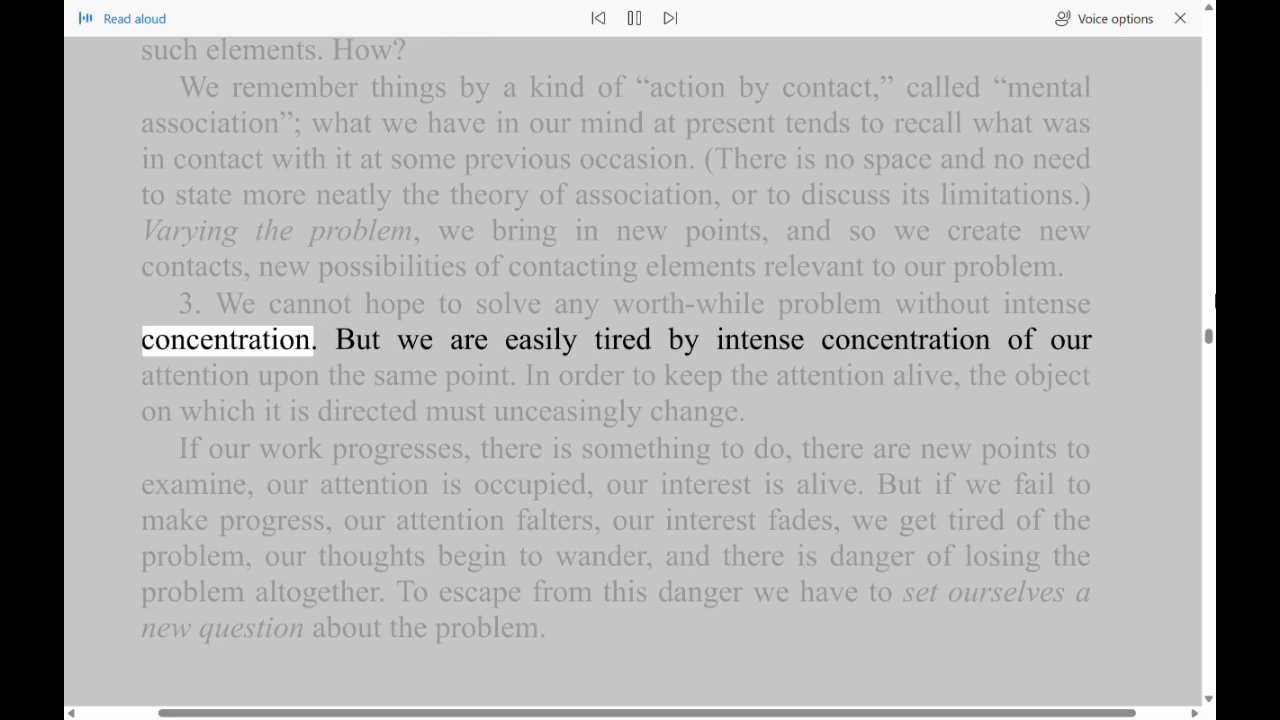 Read aloud
Voice options
such elements. How?
We remember things by a kind of “action by contact,” called “mental
association”; what we have in our mind at present tends to recall what was
in contact with it at some previous occasion. (There is no space and no need
to state more neatly the theory of association, or to discuss its limitations.)
Varying the problem, we bring in new points, and so we create new
contacts, new possibilities of contacting elements relevant to our problem.
3. We cannot hope to solve any worth-while problem without intense
concentration. But we are easily tired by intense concentration of our
attention upon the same point. In order to keep the attention alive, the object
on which it is directed must unceasingly change.
If our work progresses, there is something to do, there are new points to
examine, our attention is occupied, our interest is alive. But if we fail to
make progress, our attention falters, our interest fades, we get tired of the
problem, our thoughts begin to wander, and there is danger of losing the
problem altogether. To escape from this danger we have to set ourselves a
new question about the problem.